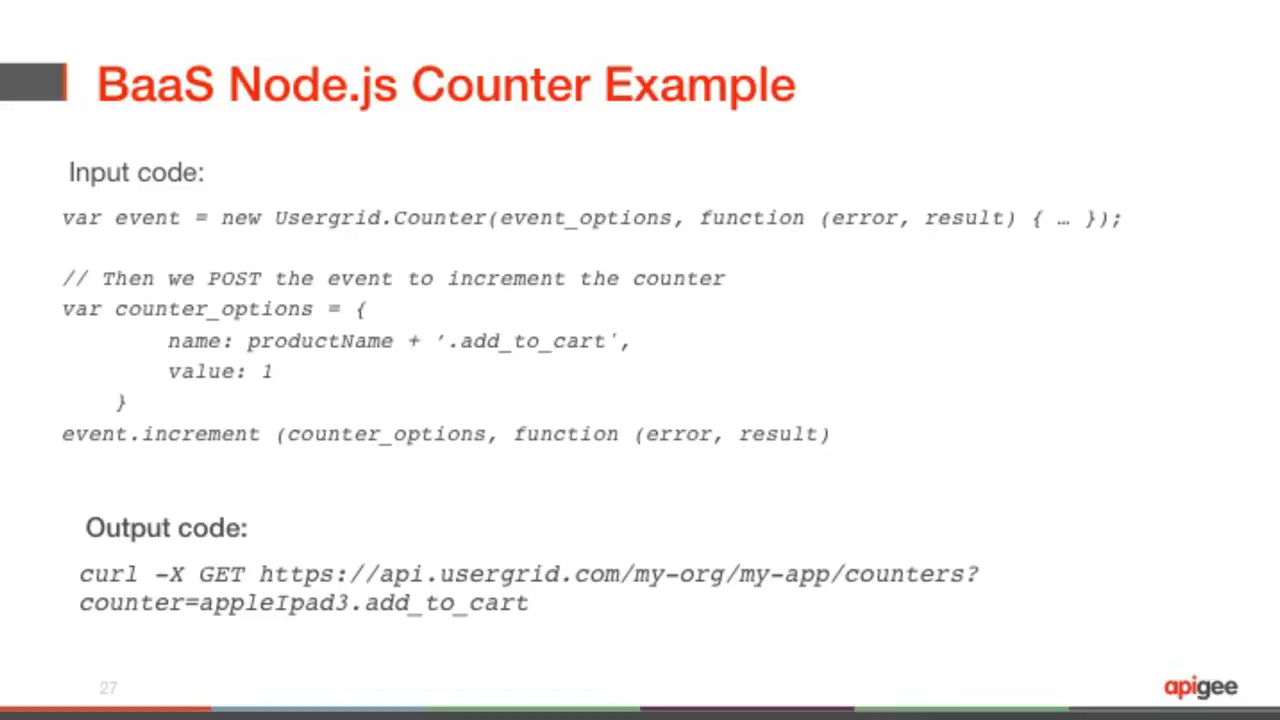 BaaS Node.js Counter Example
Input code:
var event = new Usergrid.Counter(event_options, function (error, result) { … });
// Then we POST the event to increment the counter
var counter_options = {
name: productName + ‘.add_to_cart',
value: 1
}
event.increment (counter_options, function (error, result)
Output code:
curl -X GET https://api.usergrid.com/my-org/my-app/counters?
counter=appleIpad3.add_to_cart
27
apigee